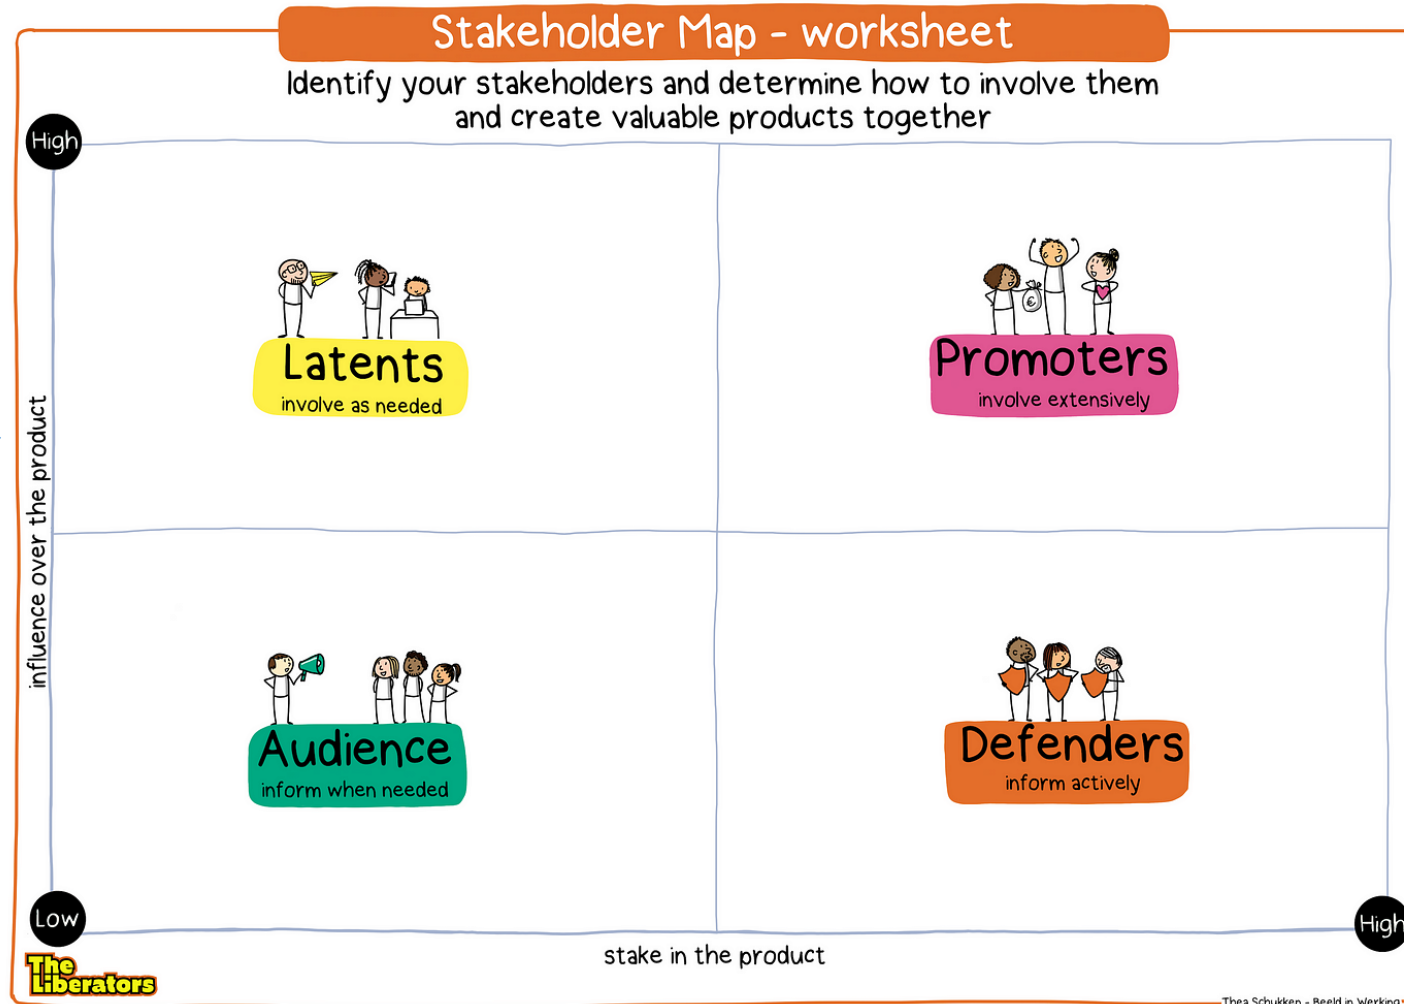 Stakeholder Map - worksheet
Identify your stakeholders and determine how to involve them
and create valuable products together
High
Latents
involve as needed
Promoters
involve extensively
influence over the product
Audience
inform when needed
Defenders
inform actively
Low
High
stake in the product
The
Liberators
Thea Schukken - Beeld in Werking
€